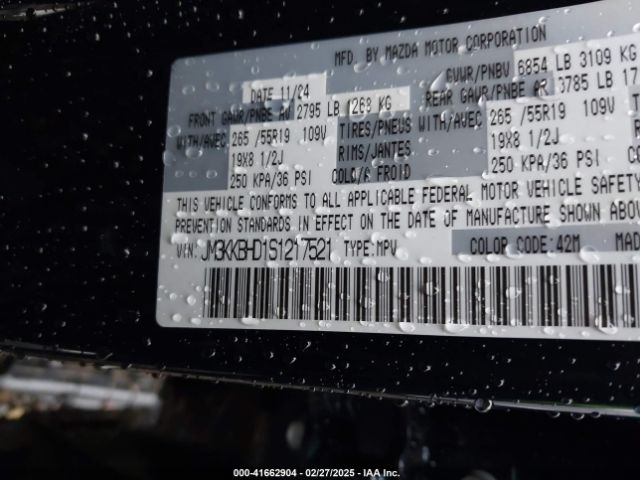 MFD. BY MAZDA MOTOR CORPORATION
DATE 11/24 GVWR/PNBV 6854 LB 3109 KG
FRONT GAWR/PNBE AV 2795 LB 1268 KG REAR GAWR/PNBE AR 3785 LB 17
WITH/AVEC 265 /55R19 109V TIRES/PNEUS WITH/AVEC 265 /55R19 109V
19X8 1/2J RIMS/JANTES 19X8 1/2J
250 KPA/36 PSI COLD/A FROID 250 KPA/36 PSI
THIS VEHICLE CONFORMS TO ALL APPLICABLE FEDERAL MOTOR VEHICLE SAFETY
PREVENTION STANDARDS IN EFFECT ON THE DATE OF MANUFACTURE SHOWN ABOVE
VIN: JM3KKBHD1S1217521 TYPE:MPV COLOR CODE:42M MAD
000-41662904 - 02/27/2025 - IAA Inc.